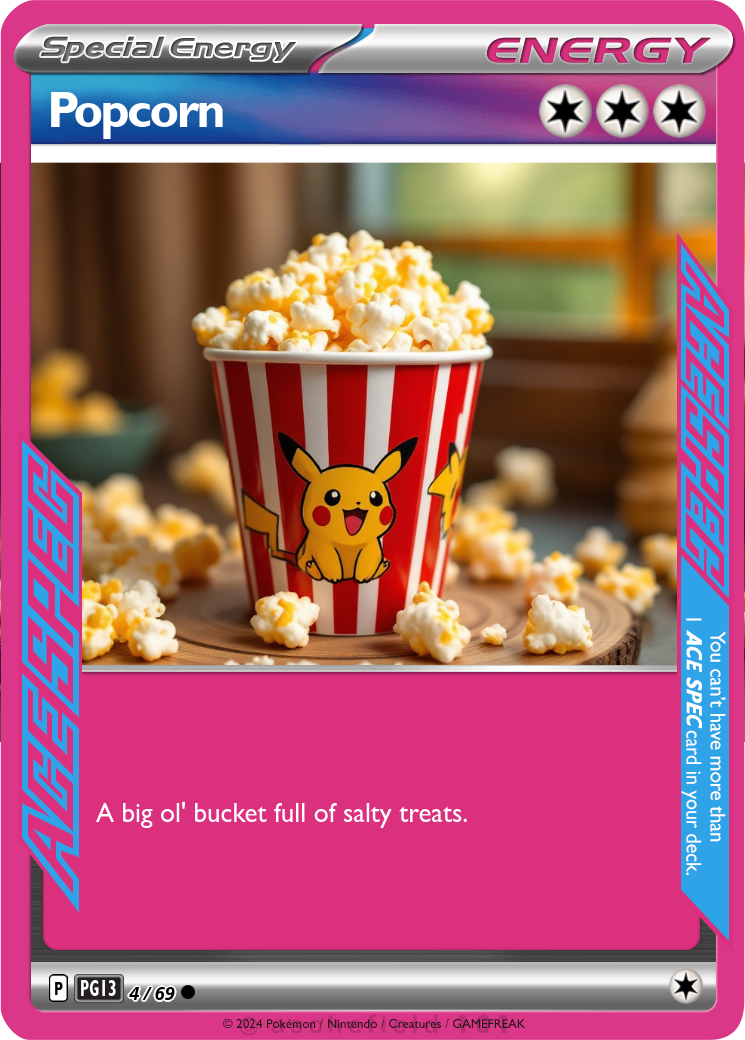 Special Energy
ENERGY
Popcorn
ACE SPEC
ACE SPEC
You can't have more than
1 ACE SPEC card in your deck.
A big ol' bucket full of salty treats.
P PG13 4/69
© 2024 Pokémon / Nintendo / Creatures / GAMEFREAK